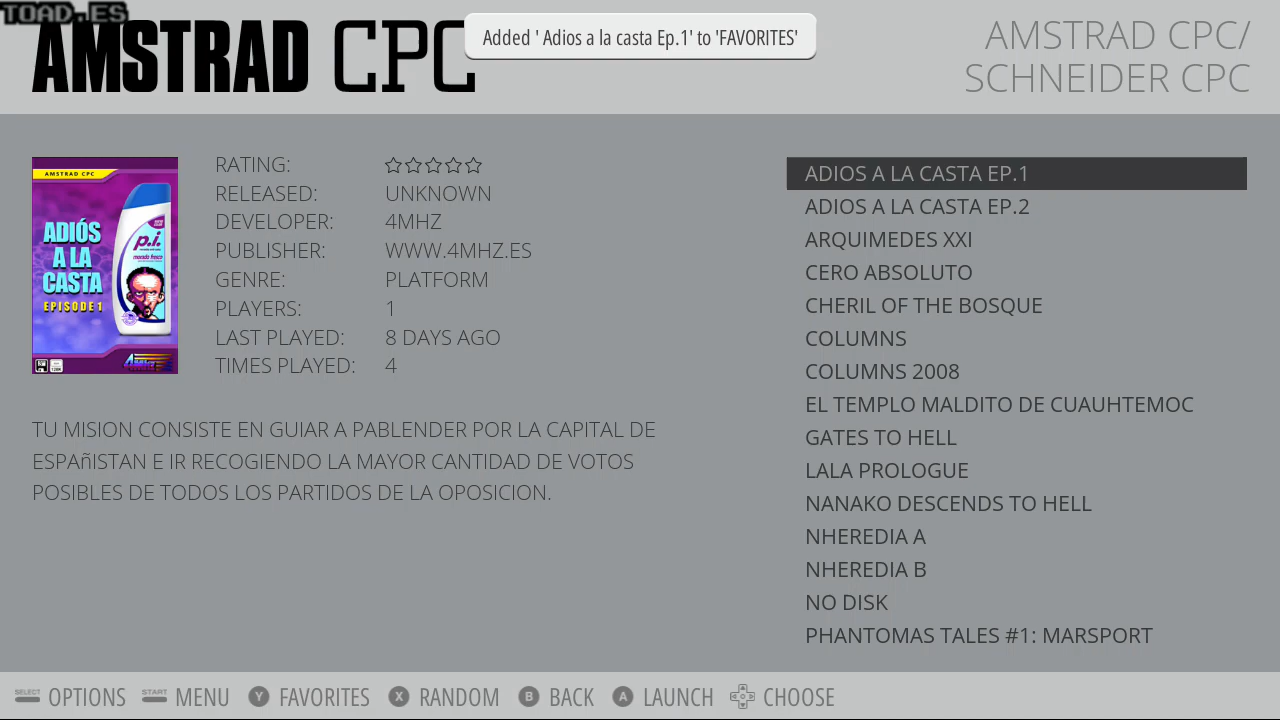 TOAD.ES
AMSTRAD CPC
Added ' Adios a la casta Ep.1' to 'FAVORITES'
AMSTRAD CPC/
SCHNEIDER CPC
AMSTRAD CPC
ADIÓS
A LA
CASTA
EPISODE 1
p.i.
RATING:
RELEASED: UNKNOWN
DEVELOPER: 4MHZ
PUBLISHER: WWW.4MHZ.ES
GENRE: PLATFORM
PLAYERS: 1
LAST PLAYED: 8 DAYS AGO
TIMES PLAYED: 4
TU MISION CONSISTE EN GUIAR A PABLENDER POR LA CAPITAL DE
ESPAñISTAN E IR RECOGIENDO LA MAYOR CANTIDAD DE VOTOS
POSIBLES DE TODOS LOS PARTIDOS DE LA OPOSICION.
ADIOS A LA CASTA EP.1
ADIOS A LA CASTA EP.2
ARQUIMEDES XXI
CERO ABSOLUTO
CHERIL OF THE BOSQUE
COLUMNS
COLUMNS 2008
EL TEMPLO MALDITO DE CUAUHTEMOC
GATES TO HELL
LALA PROLOGUE
NANAKO DESCENDS TO HELL
NHEREDIA A
NHEREDIA B
NO DISK
PHANTOMAS TALES #1: MARSPORT
SELECT OPTIONS START MENU Y FAVORITES X RANDOM B BACK A LAUNCH CHOOSE